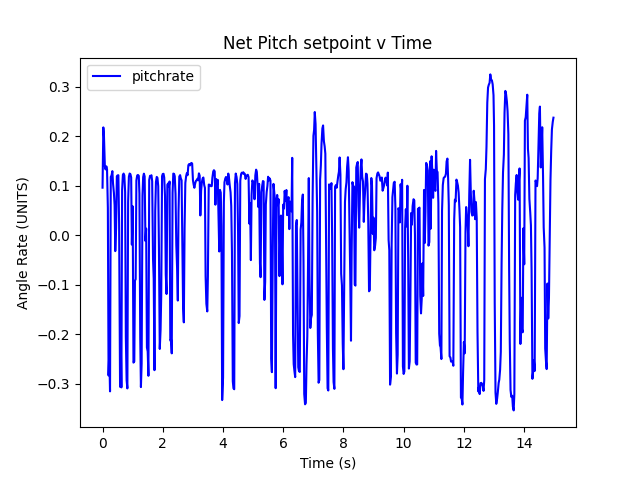 Net Pitch setpoint v Time
pitchrate
Angle Rate (UNITS)
0.3
0.2
0.1
0.0
−0.1
−0.2
−0.3
0 2 4 6 8 10 12 14
Time (s)